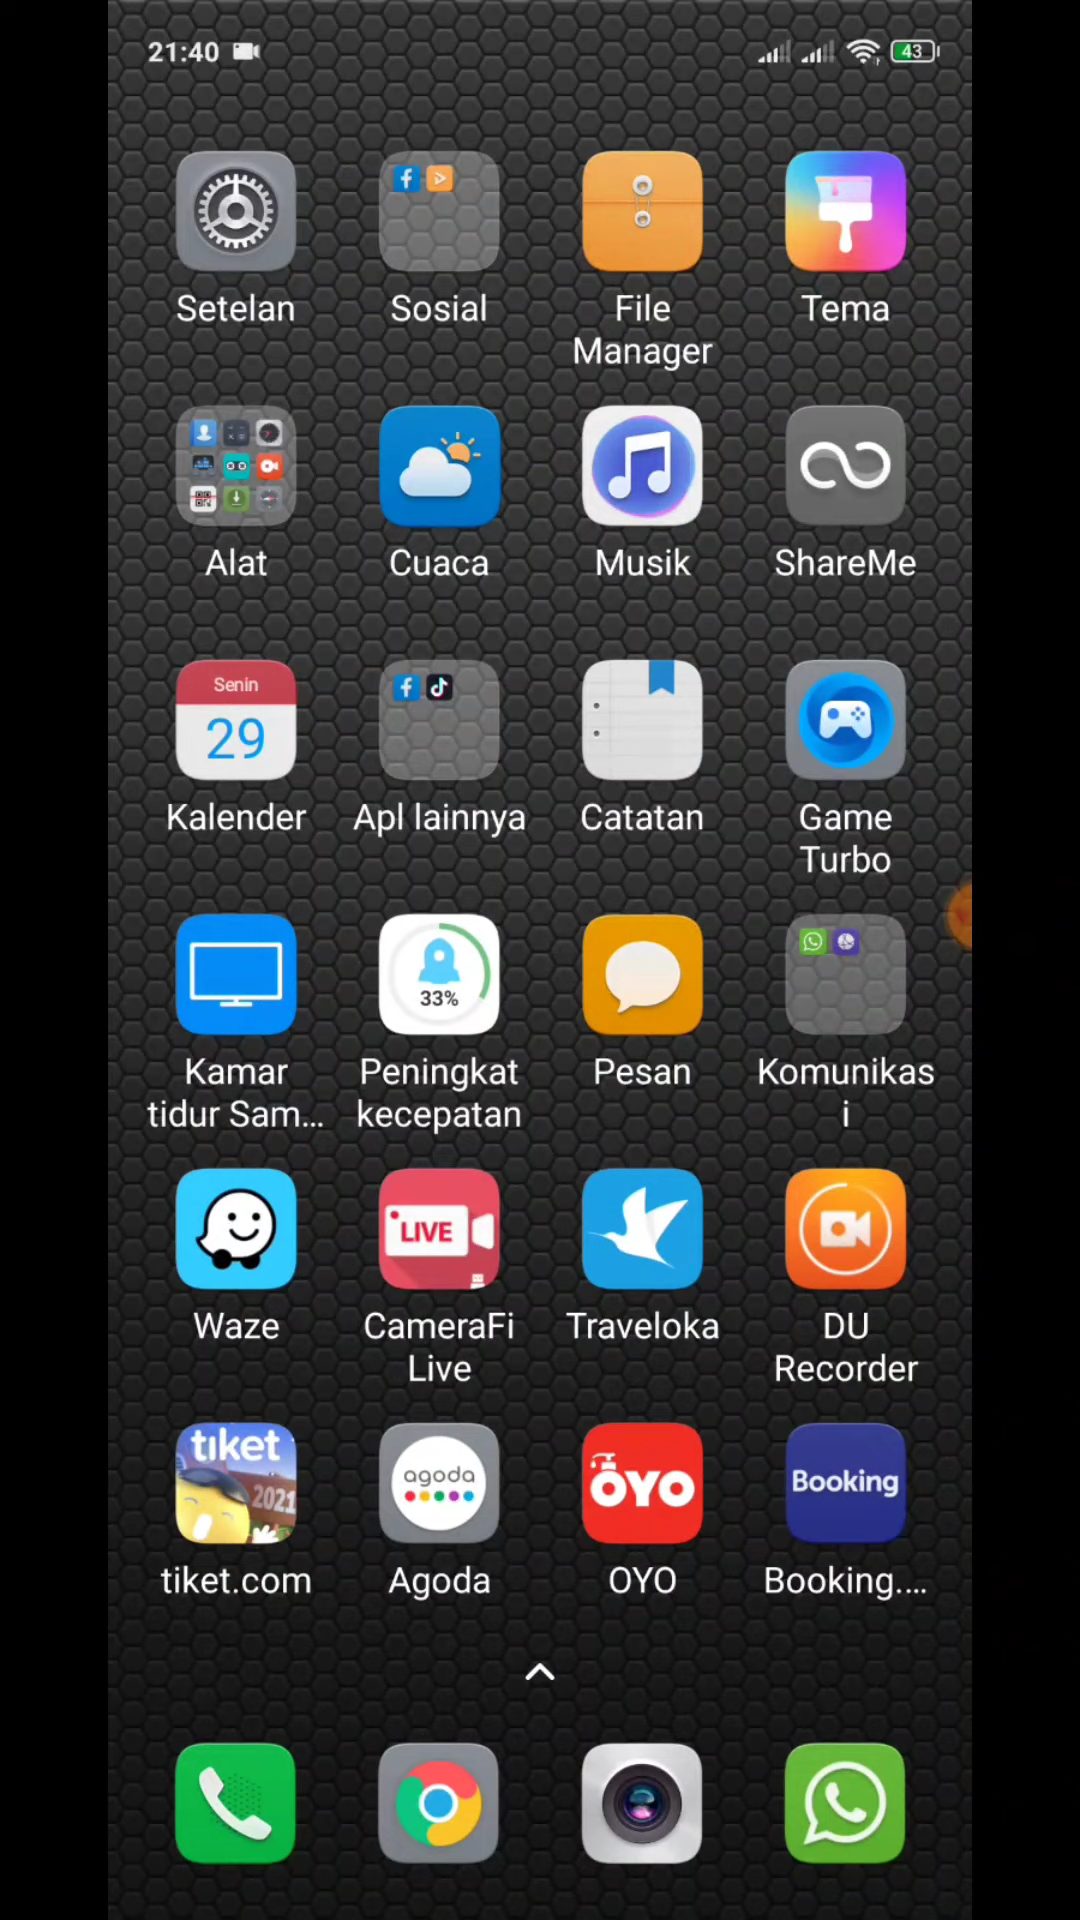 21:40 43
Setelan Sosial File Manager Tema
Alat Cuaca Musik ShareMe
Senin
29
Kalender Apl lainnya Catatan Game Turbo
33%
Kamar tidur Sam... Peningkat kecepatan Pesan Komunikasi
LIVE
Waze CameraFi Live Traveloka DU Recorder
tiket
2021
agoda
OYO
Booking
tiket.com Agoda OYO Booking....